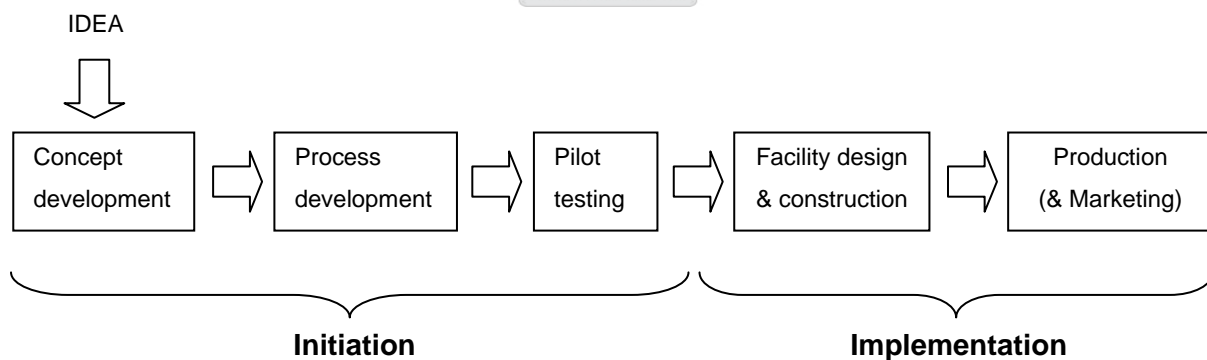 IDEA
Concept
development
Process
development
Pilot
testing
Facility design
& construction
Production
(& Marketing)
Initiation
Implementation